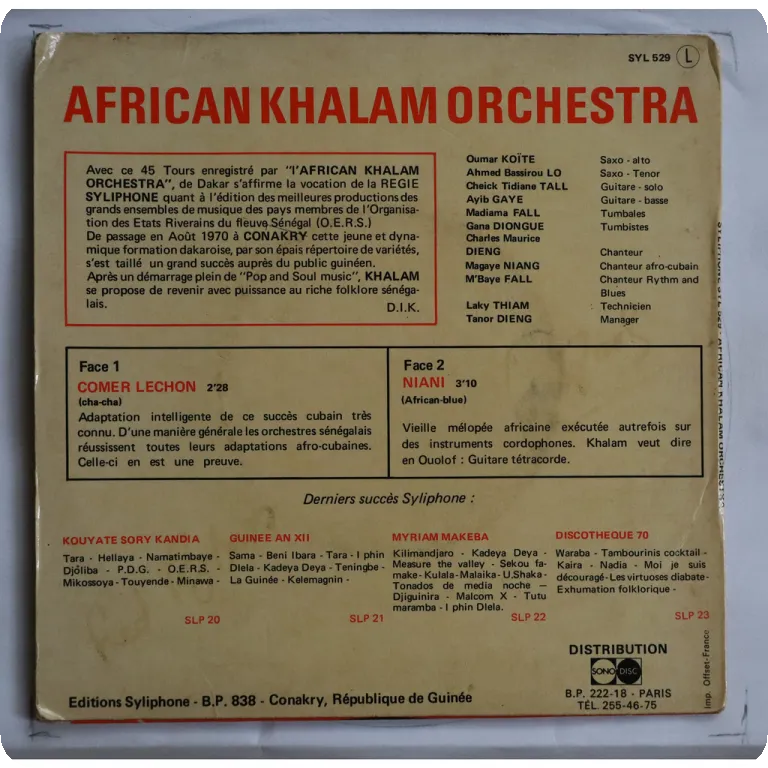 SYL 529 L
AFRICAN KHALAM ORCHESTRA
Avec ce 45 Tours enregistré par "l'AFRICAN KHALAM
ORCHESTRA", de Dakar s'affirme la vocation de la REGIE
SYLIPHONE quant à l'édition des meilleures productions des
grands ensembles de musique des pays membres de l'Organisa-
tion des Etats Riverains du fleuve Sénégal (O.E.R.S.)
De passage en Août 1970 à CONAKRY cette jeune et dyna-
mique formation dakaroise, par son épais répertoire de variétés,
s'est taillé un grand succès auprès du public guinéen.
Après un démarrage plein de "Pop and Soul music", KHALAM
se propose de revenir avec puissance au riche folklore sénéga-
lais.
D.I.K.
Oumar KOÏTE Saxo - alto
Ahmed Bassirou LO Saxo - Tenor
Cheick Tidiane TALL Guitare - solo
Ayib GAYE Guitare - basse
Madiama FALL Tumbales
Gana DIONGUE Tumbistes
Charles Maurice
DIENG Chanteur
Magaye NIANG Chanteur afro-cubain
M'Baye FALL Chanteur Rythm and
Blues
Laky THIAM Technicien
Tanor DIENG Manager
Face 1
COMER LECHON 2'28
(cha-cha)
Adaptation intelligente de ce succès cubain très
connu. D'une manière générale les orchestres sénégalais
réussissent toutes leurs adaptations afro-cubaines.
Celle-ci en est une preuve.
Face 2
NIANI 3'10
(African-blue)
Vieille mélopée africaine exécutée autrefois sur
des instruments cordophones. Khalam veut dire
en Ouolof : Guitare tétracorde.
Derniers succès Syliphone :
KOUYATE SORY KANDIA
Tara - Hellaya - Namatimbaye -
Djóliba - P.D.G. - O.E.R.S. -
Mikossoya - Touyende - Minawa -
SLP 20
GUINEE AN XII
Sama - Beni Ibara - Tara - I phin
Dlela - Kadeya Deya - Teningbe -
La Guinée - Kelemagnin -
SLP 21
MYRIAM MAKEBA
Kilimandjaro - Kadeya Deya -
Measure the valley - Sekou fa-
make - Kulala - Malaika - U.Shaka -
Tonados de media noche —
Djiguinira - Malcom X - Tutu
maramba - I phin Dlela.
SLP 22
DISCOTHEQUE 70
Waraba - Tambourinis cocktail -
Kaira - Nadia - Moi je suis
découragé - Les virtuoses diabate -
Exhumation folklorique -
SLP 23
DISTRIBUTION
SONO DISC
B.P. 222-18 - PARIS
TÉL. 255-46-75
Editions Syliphone - B.P. 838 - Conakry, République de Guinée
Imp. Offset-France